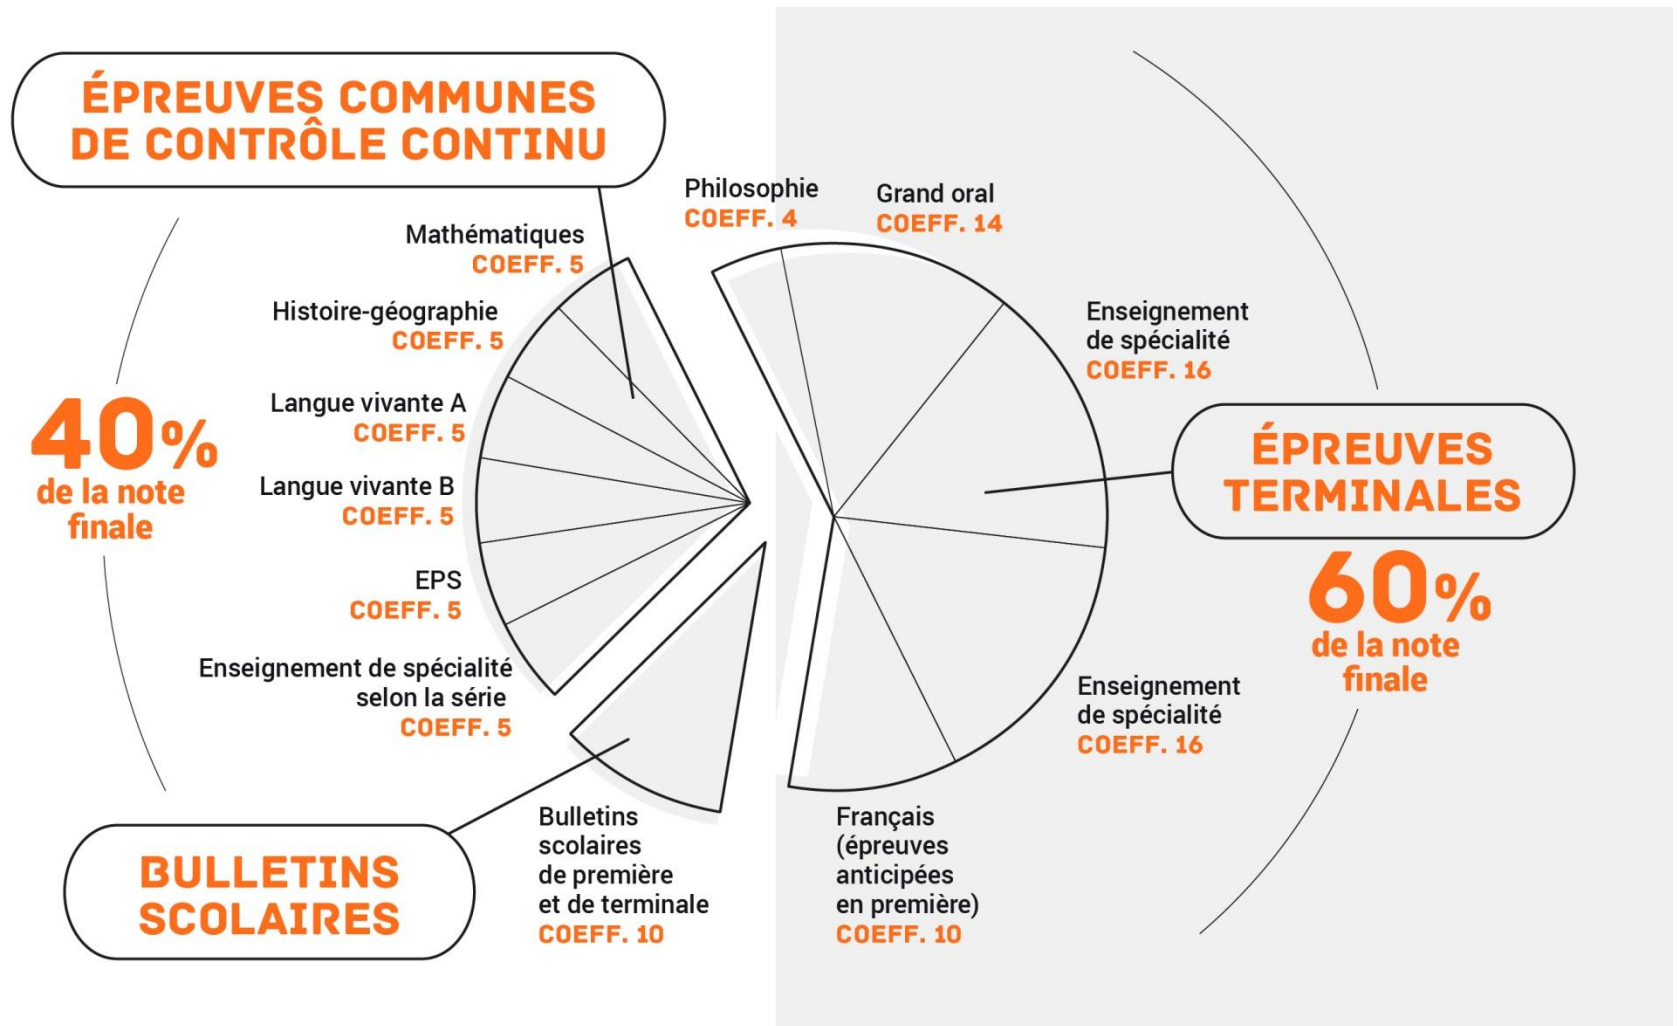 ÉPREUVES COMMUNES
DE CONTRÔLE CONTINU
Mathématiques
COEFF. 5
Histoire-géographie
COEFF. 5
Langue vivante A
COEFF. 5
Langue vivante B
COEFF. 5
EPS
COEFF. 5
Enseignement de spécialité
selon la série
COEFF. 5
40%
de la note
finale
BULLETINS
SCOLAIRES
Bulletins
scolaires
de première
et de terminale
COEFF. 10
Philosophie
COEFF. 4
Grand oral
COEFF. 14
Enseignement
de spécialité
COEFF. 16
ÉPREUVES
TERMINALES
60%
de la note
finale
Enseignement
de spécialité
COEFF. 16
Français
(épreuves
anticipées
en première)
COEFF. 10